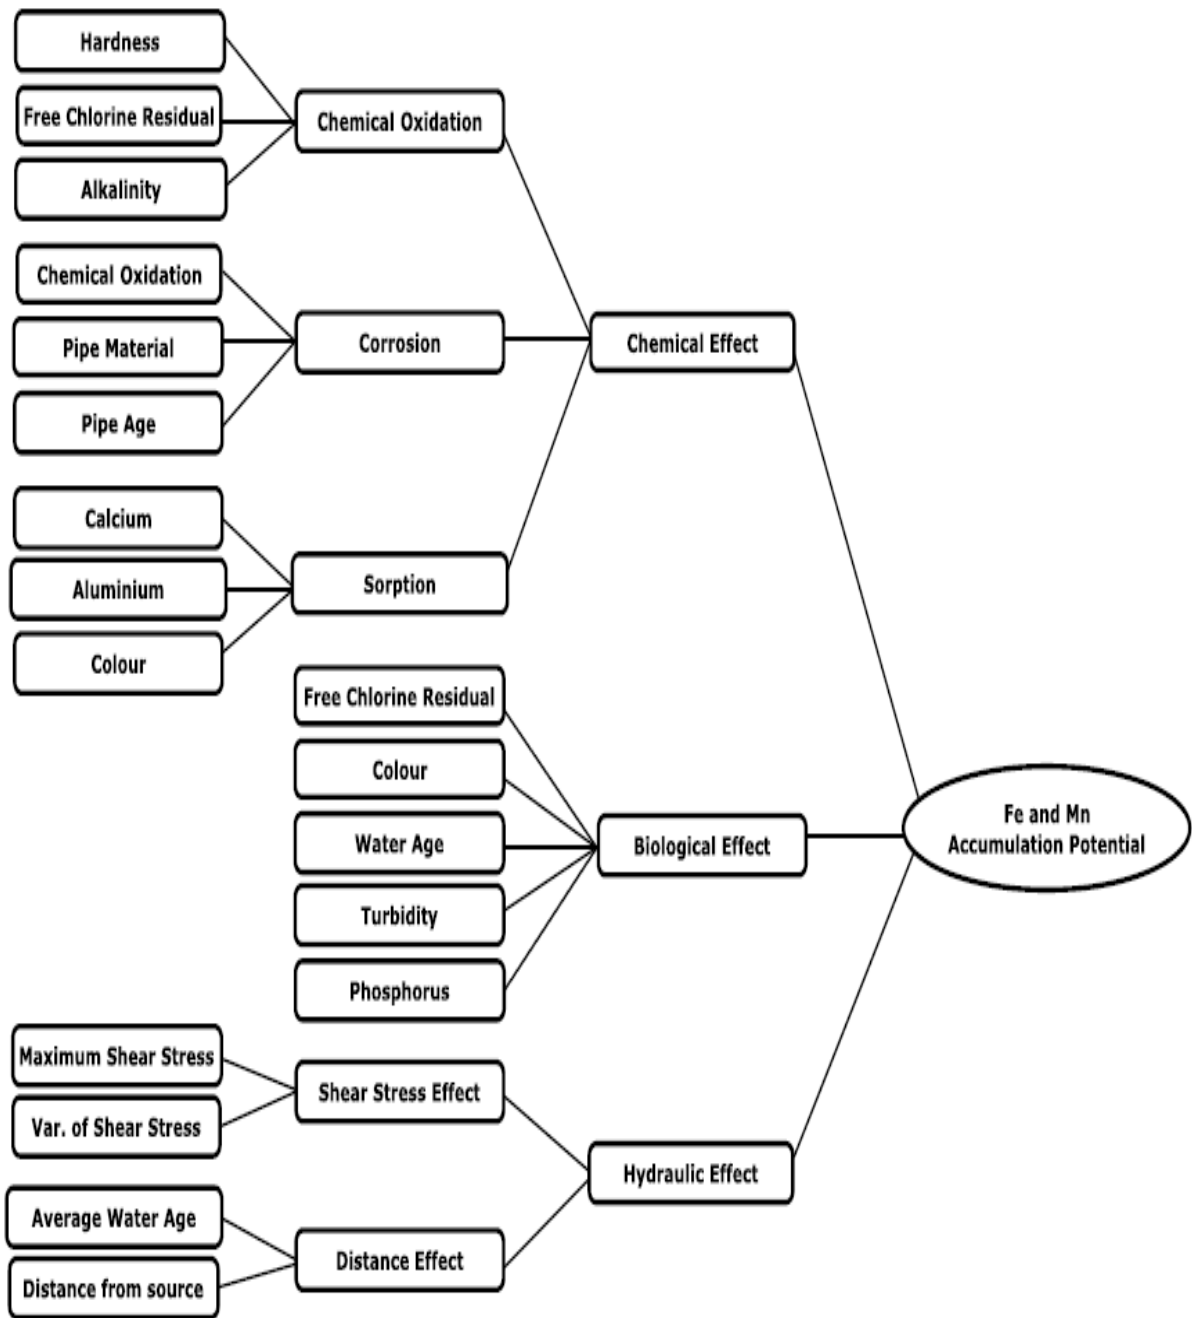 Hardness
Free Chlorine Residual
Alkalinity
Chemical Oxidation
Chemical Oxidation
Pipe Material
Pipe Age
Corrosion
Chemical Effect
Calcium
Aluminium
Colour
Sorption
Free Chlorine Residual
Colour
Water Age
Turbidity
Phosphorus
Biological Effect
Fe and Mn
Accumulation Potential
Maximum Shear Stress
Var. of Shear Stress
Shear Stress Effect
Hydraulic Effect
Average Water Age
Distance from source
Distance Effect